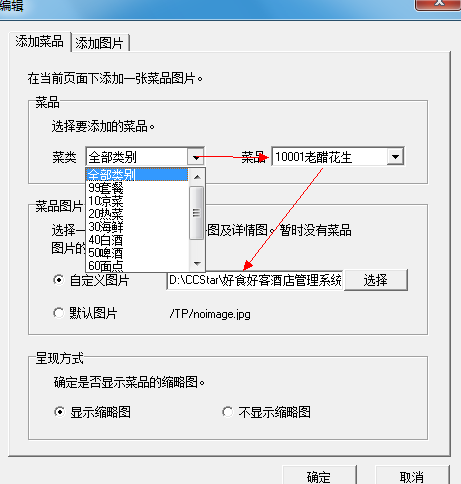 编辑
添加菜品 添加图片
在当前页面下添加一张菜品图片。
菜品
选择要添加的菜品。
菜类 全部类别 菜品 10001老醋花生
全部类别
99套餐
10凉菜
20热菜
30海鲜
40白酒
50啤酒
60面点
菜品图片
选择一 图及详情图。暂时没有菜品
图片的
自定义图片 D:\CCStar\好食好客酒店管理系统 选择
默认图片 /TP/noimage.jpg
呈现方式
确定是否显示菜品的缩略图。
显示缩略图 不显示缩略图
确定 取消